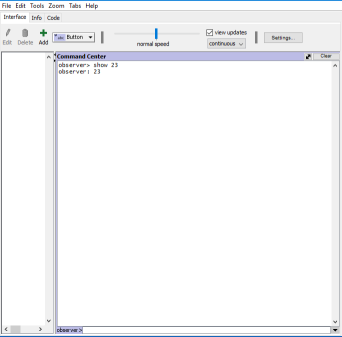 File Edit Tools Zoom Tabs Help
Interface Info Code
Edit Delete Add
abc Button
normal speed
view updates
continuous
Settings...
Command Center Clear
observer> show 23
observer: 23
observer>